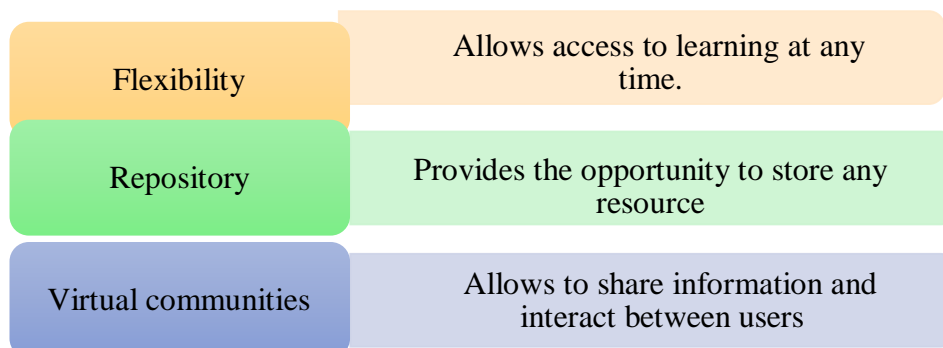 Flexibility
Allows access to learning at any
time.
Repository
Provides the opportunity to store any
resource
Virtual communities
Allows to share information and
interact between users